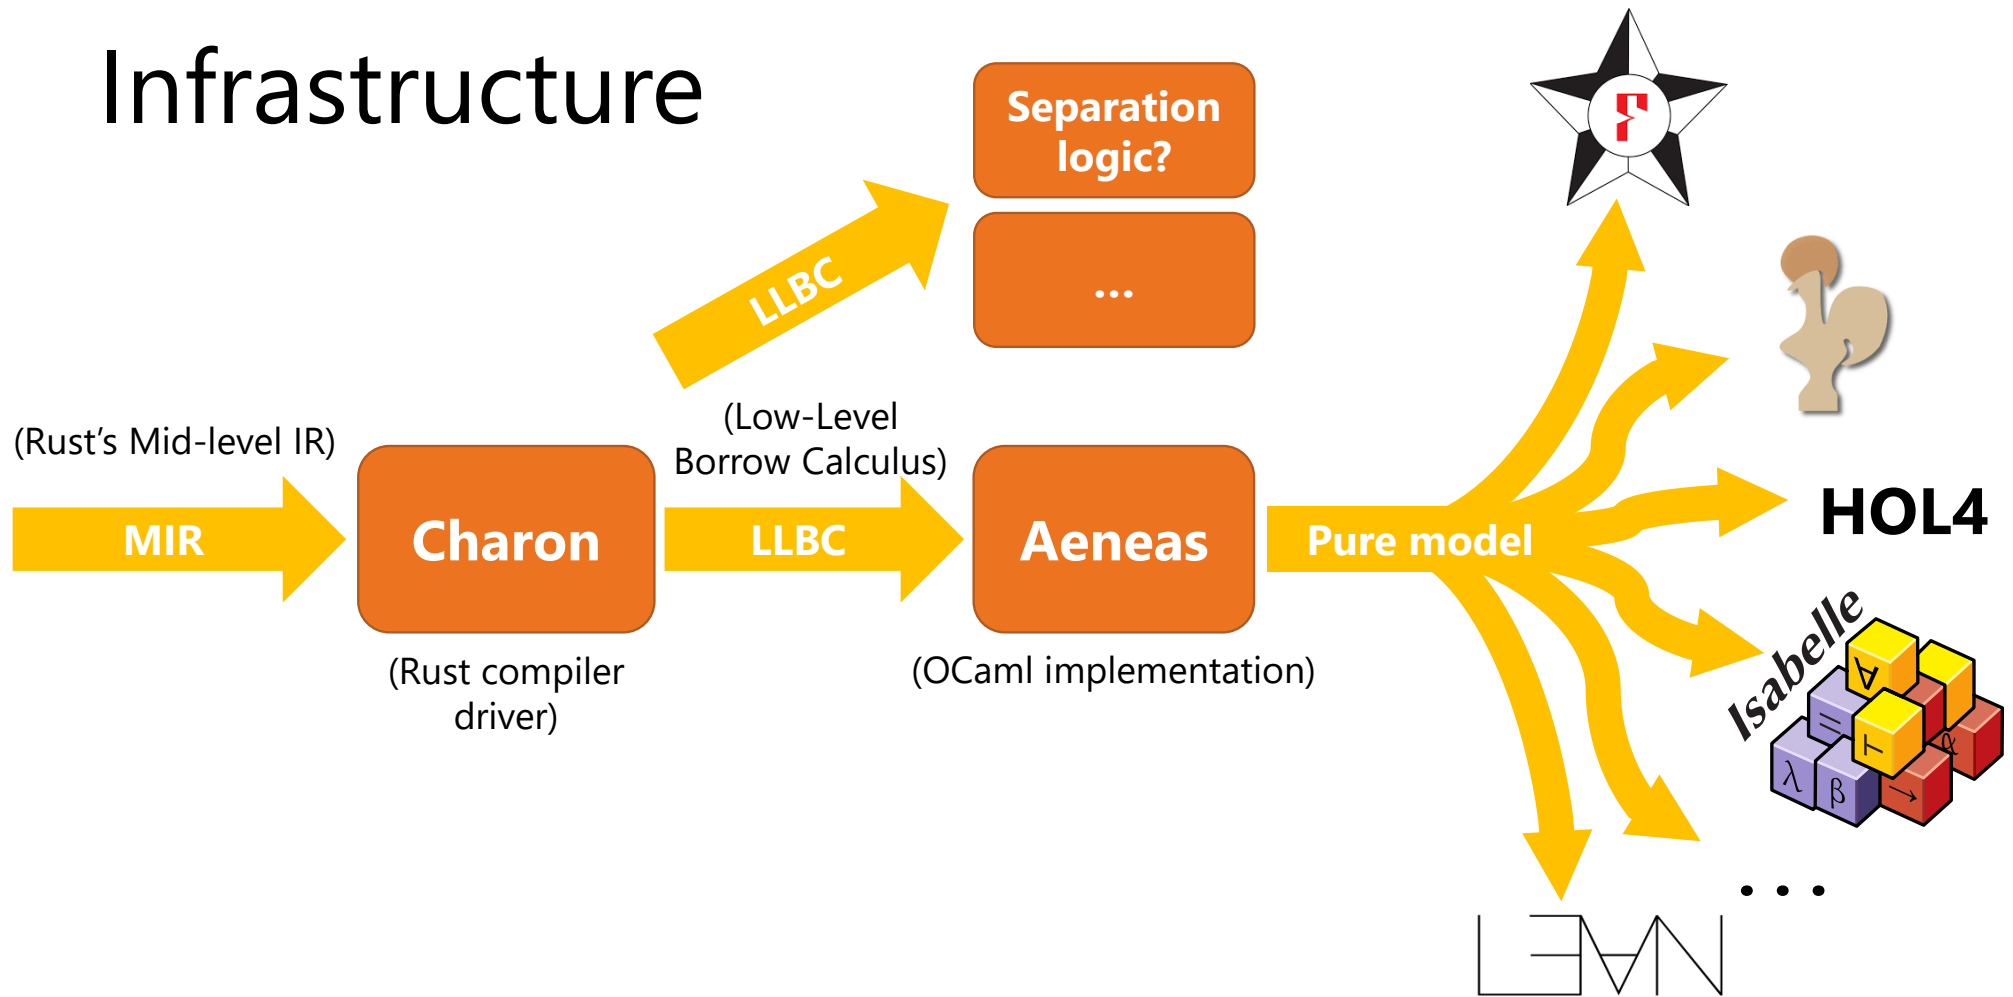 Infrastructure
Separation
logic?
F
LLBC
...
(Low-Level
Borrow Calculus)
(Rust's Mid-level IR)
MIR
Charon
LLBC
Aeneas
Pure model
HOL4
(Rust compiler
driver)
(OCaml implementation)
Isabelle
∀
=
⊢
α
λ
β
→
...
LEAN